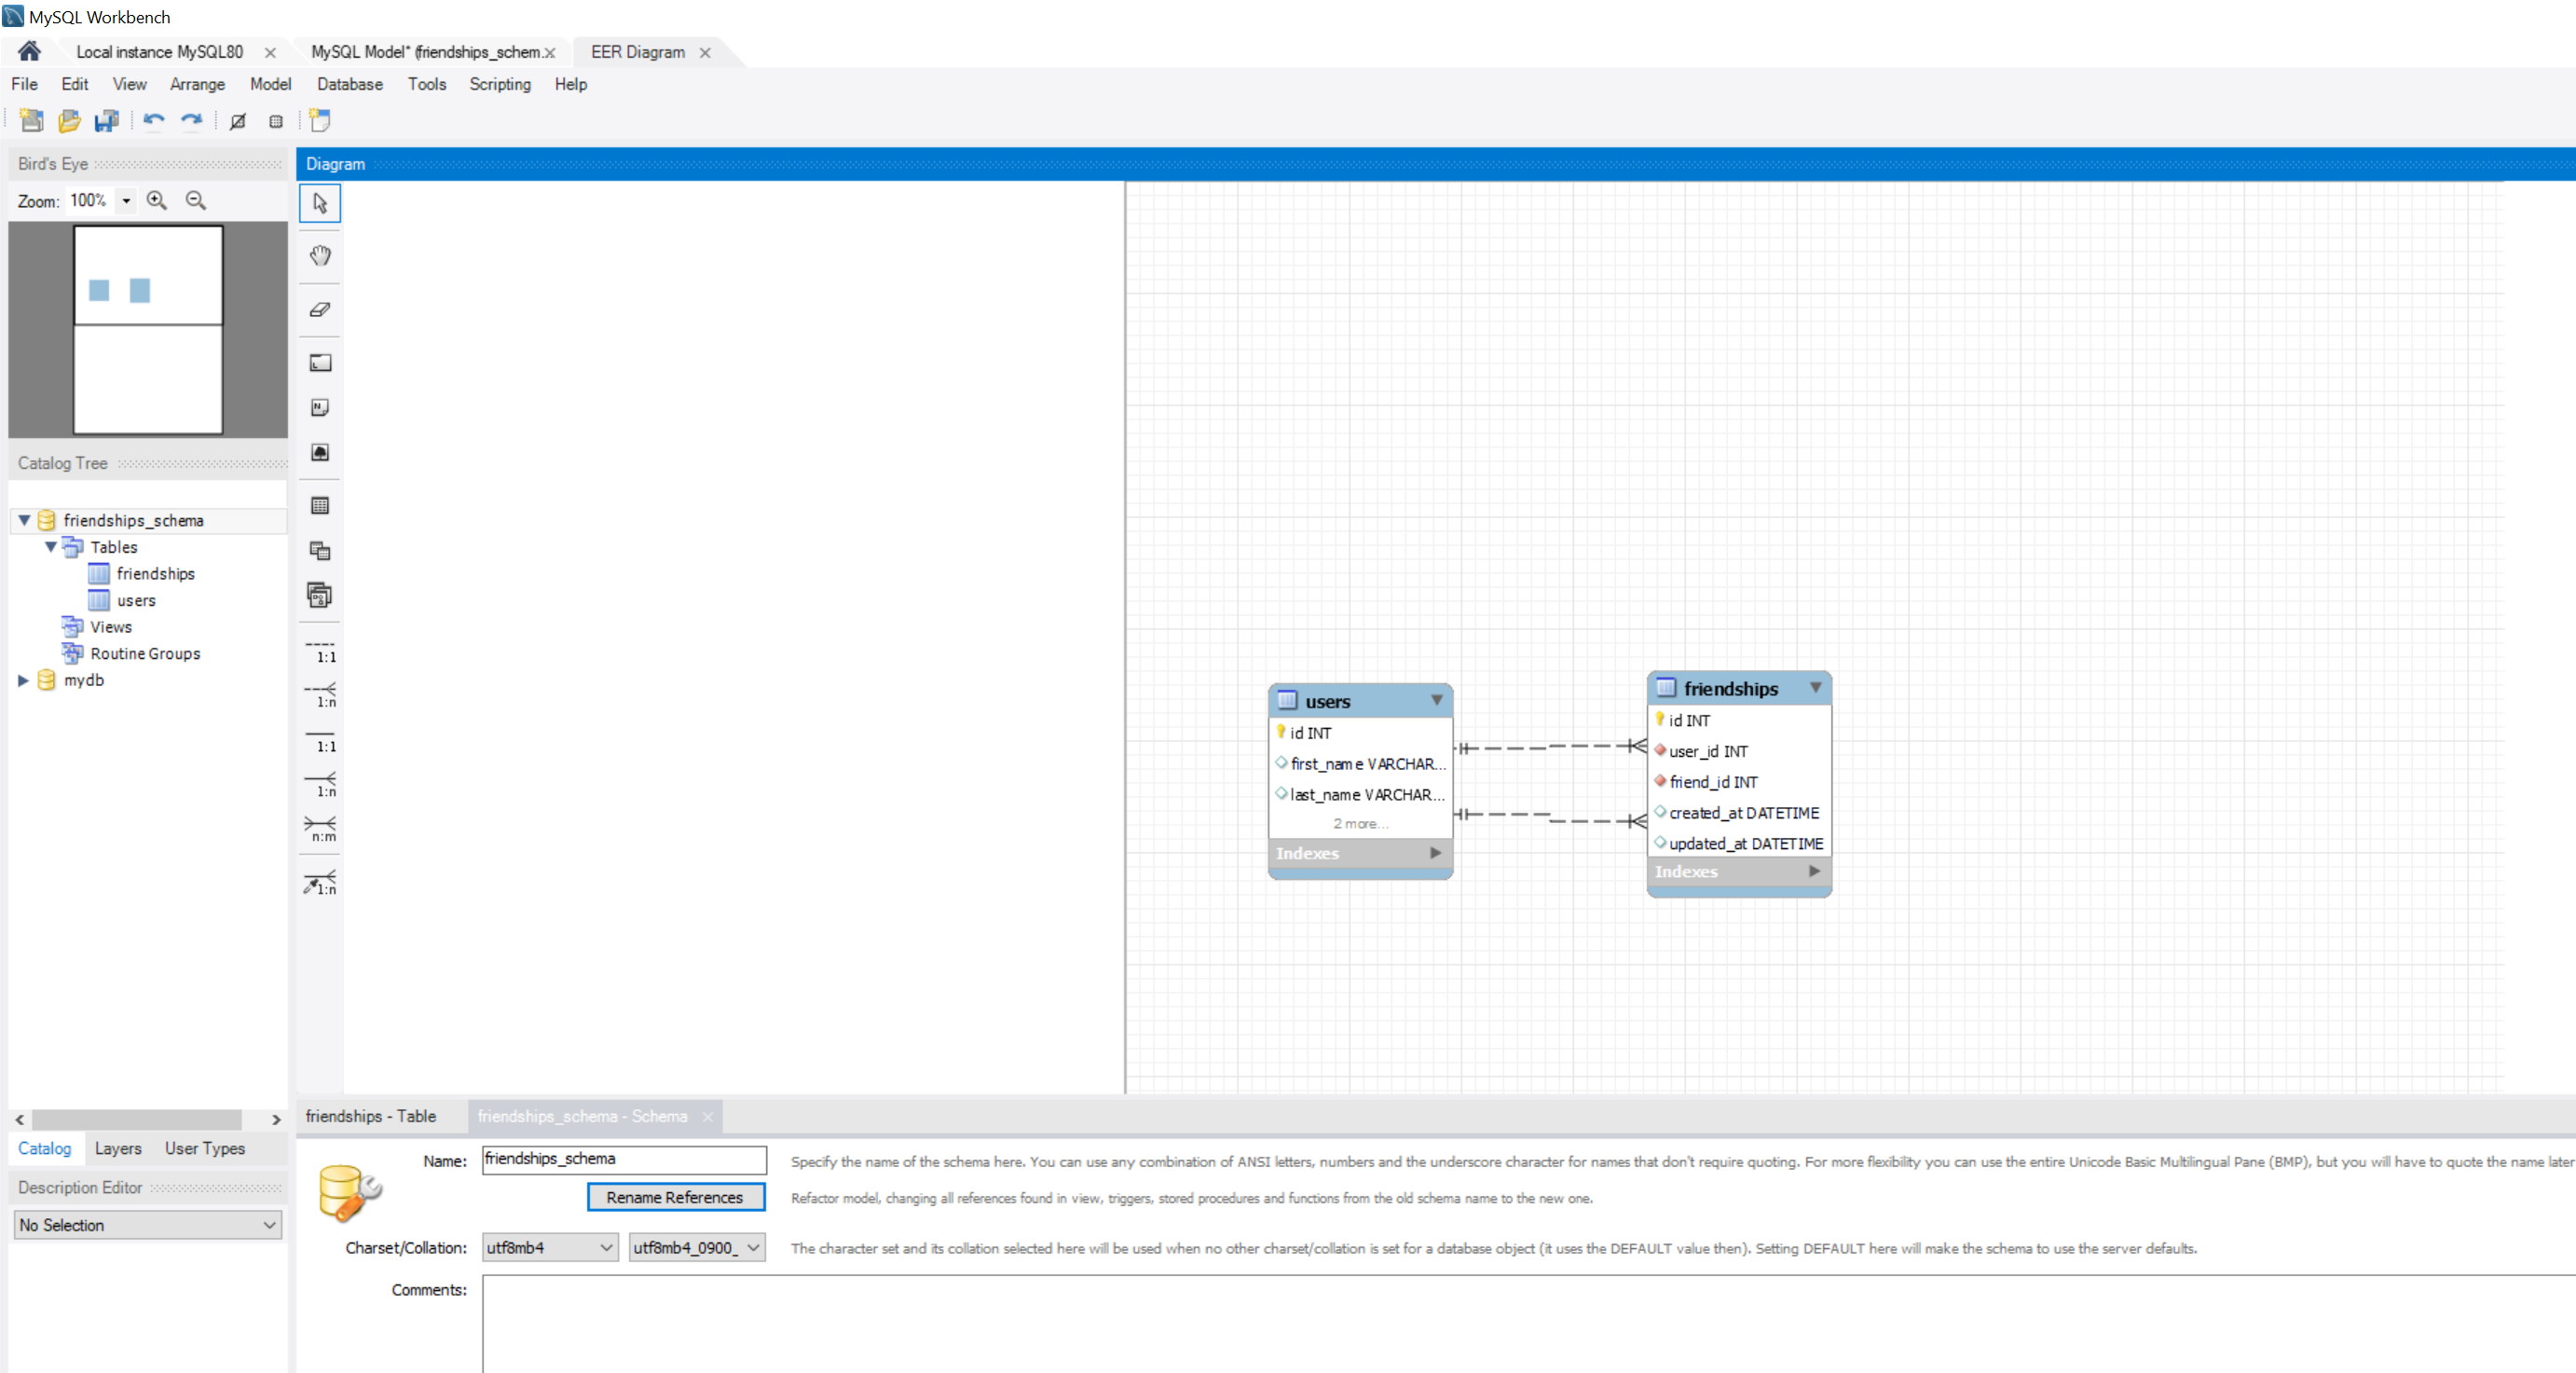 MySQL Workbench
Local instance MySQL80
MySQL Model* (friendships_schem.
EER Diagram
File Edit View Arrange Model Database Tools Scripting Help
Bird's Eye
Zoom: 100%
Diagram
Catalog Tree
friendships_schema
Tables
friendships
users
Views
Routine Groups
mydb
1:1
1:n
1:1
1:n
n:m
1:n
users
id INT
first_name VARCHAR...
last_name VARCHAR...
2 more...
Indexes
friendships
id INT
user_id INT
friend_id INT
created_at DATETIME
updated_at DATETIME
Indexes
Catalog Layers User Types
Description Editor
No Selection
friendships - Table
friendships_schema - Schema
Name: friendships_schema
Specify the name of the schema here. You can use any combination of ANSI letters, numbers and the underscore character for names that don't require quoting. For more flexibility you can use the entire Unicode Basic Multilingual Pane (BMP), but you will have to quote the name later
Rename References
Refactor model, changing all references found in view, triggers, stored procedures and functions from the old schema name to the new one.
Charset/Collation: utf8mb4 utf8mb4_0900_
The character set and its collation selected here will be used when no other charset/collation is set for a database object (it uses the DEFAULT value then). Setting DEFAULT here will make the schema to use the server defaults.
Comments: